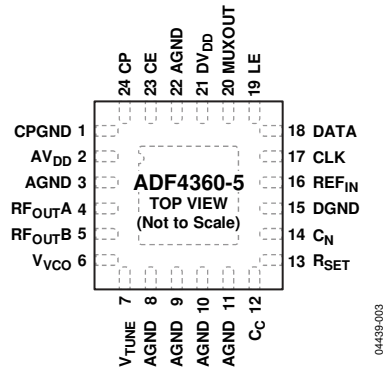 24 CP
23 CE
22 AGND
21 DVDD
20 MUXOUT
19 LE
CPGND 1
AVDD 2
AGND 3
RFOUTA 4
RFOUTB 5
VVCO 6
ADF4360-5
TOP VIEW
(Not to Scale)
18 DATA
17 CLK
16 REFIN
15 DGND
14 CN
13 RSET
VTUNE 7
AGND 8
AGND 9
AGND 10
AGND 11
CC 12
04439-003